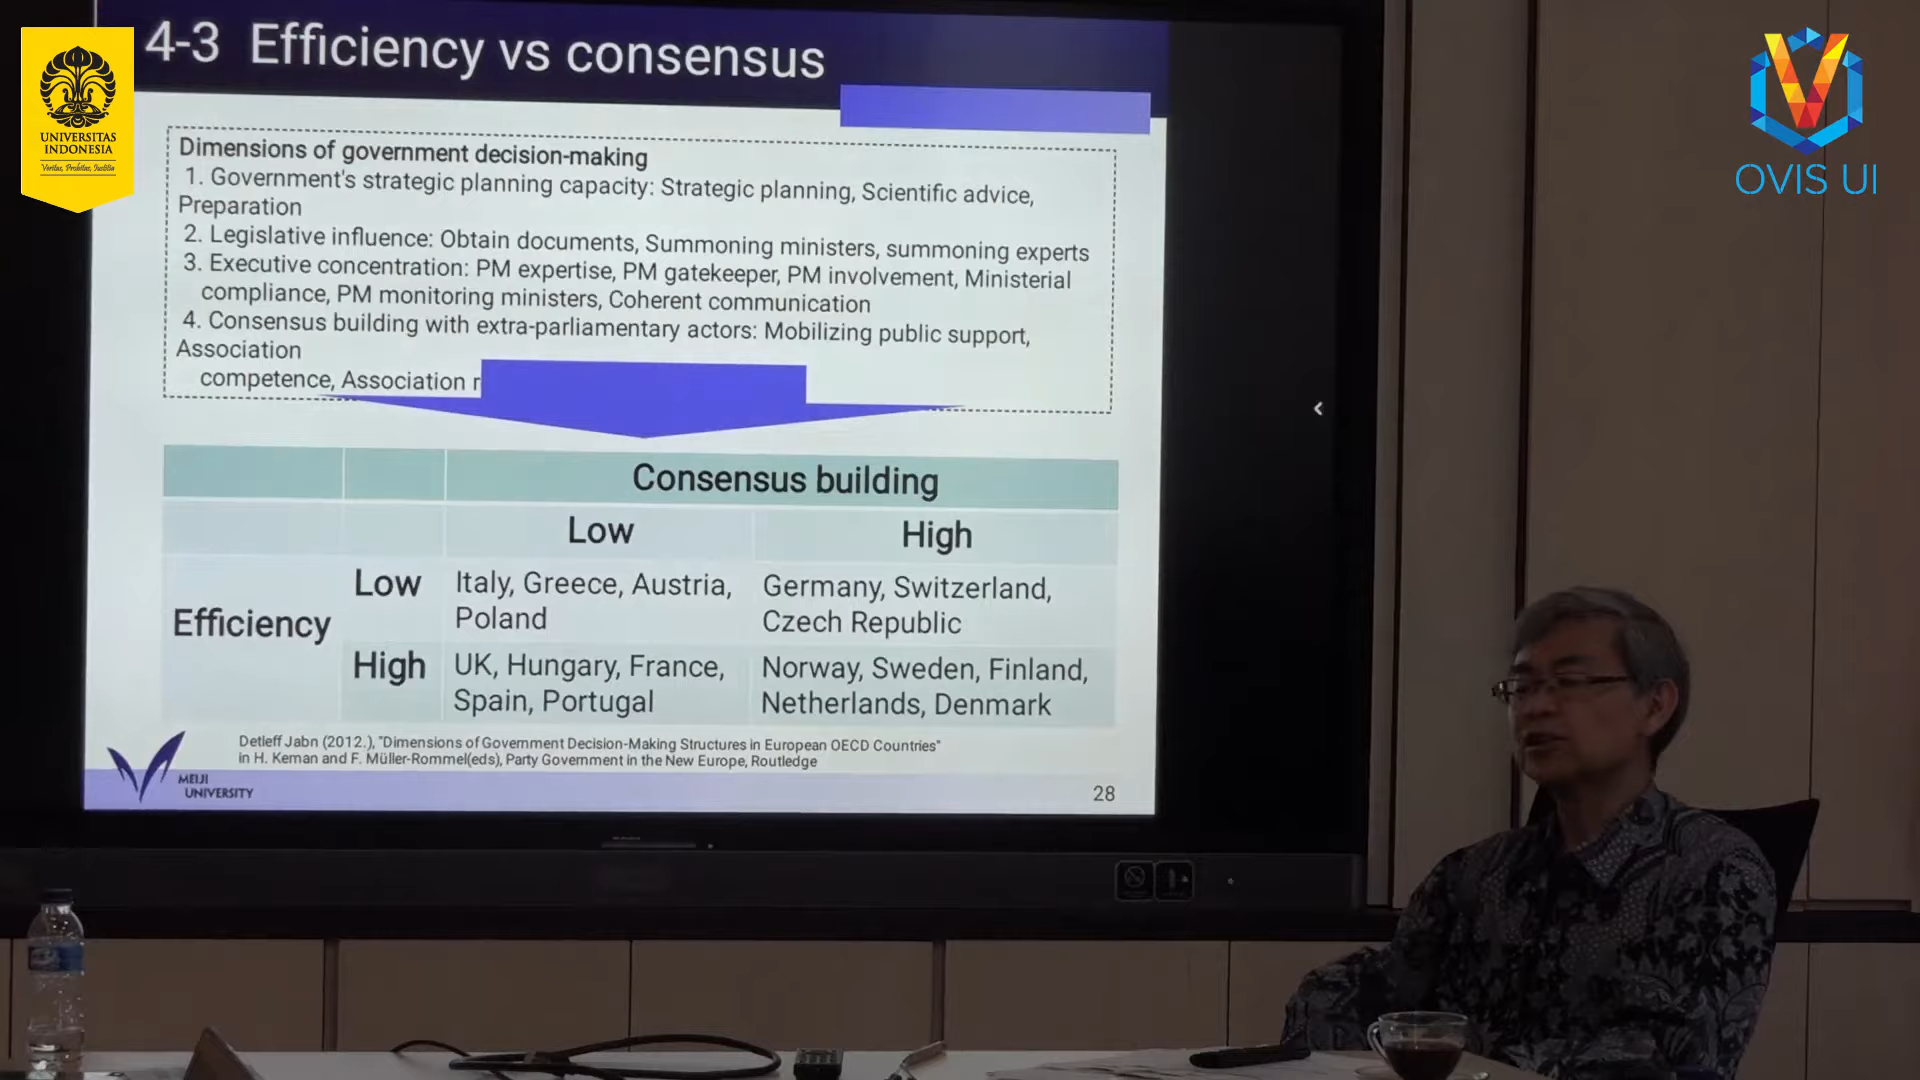 4-3 Efficiency vs consensus
UNIVERSITAS
INDONESIA
Veritas, Probitas, Iustitia
OVIS UI
Dimensions of government decision-making
1. Government's strategic planning capacity: Strategic planning, Scientific advice,
Preparation
2. Legislative influence: Obtain documents, Summoning ministers, summoning experts
3. Executive concentration: PM expertise, PM gatekeeper, PM involvement, Ministerial
compliance, PM monitoring ministers, Coherent communication
4. Consensus building with extra-parliamentary actors: Mobilizing public support,
Association
competence, Association r
Consensus building
Low High
Efficiency
Low
Italy, Greece, Austria,
Poland
Germany, Switzerland,
Czech Republic
High
UK, Hungary, France,
Spain, Portugal
Norway, Sweden, Finland,
Netherlands, Denmark
Detleff Jabn (2012.), "Dimensions of Government Decision-Making Structures in European OECD Countries"
in H. Keman and F. Müller-Rommel(eds), Party Government in the New Europe, Routledge
MEIJI
UNIVERSITY
28